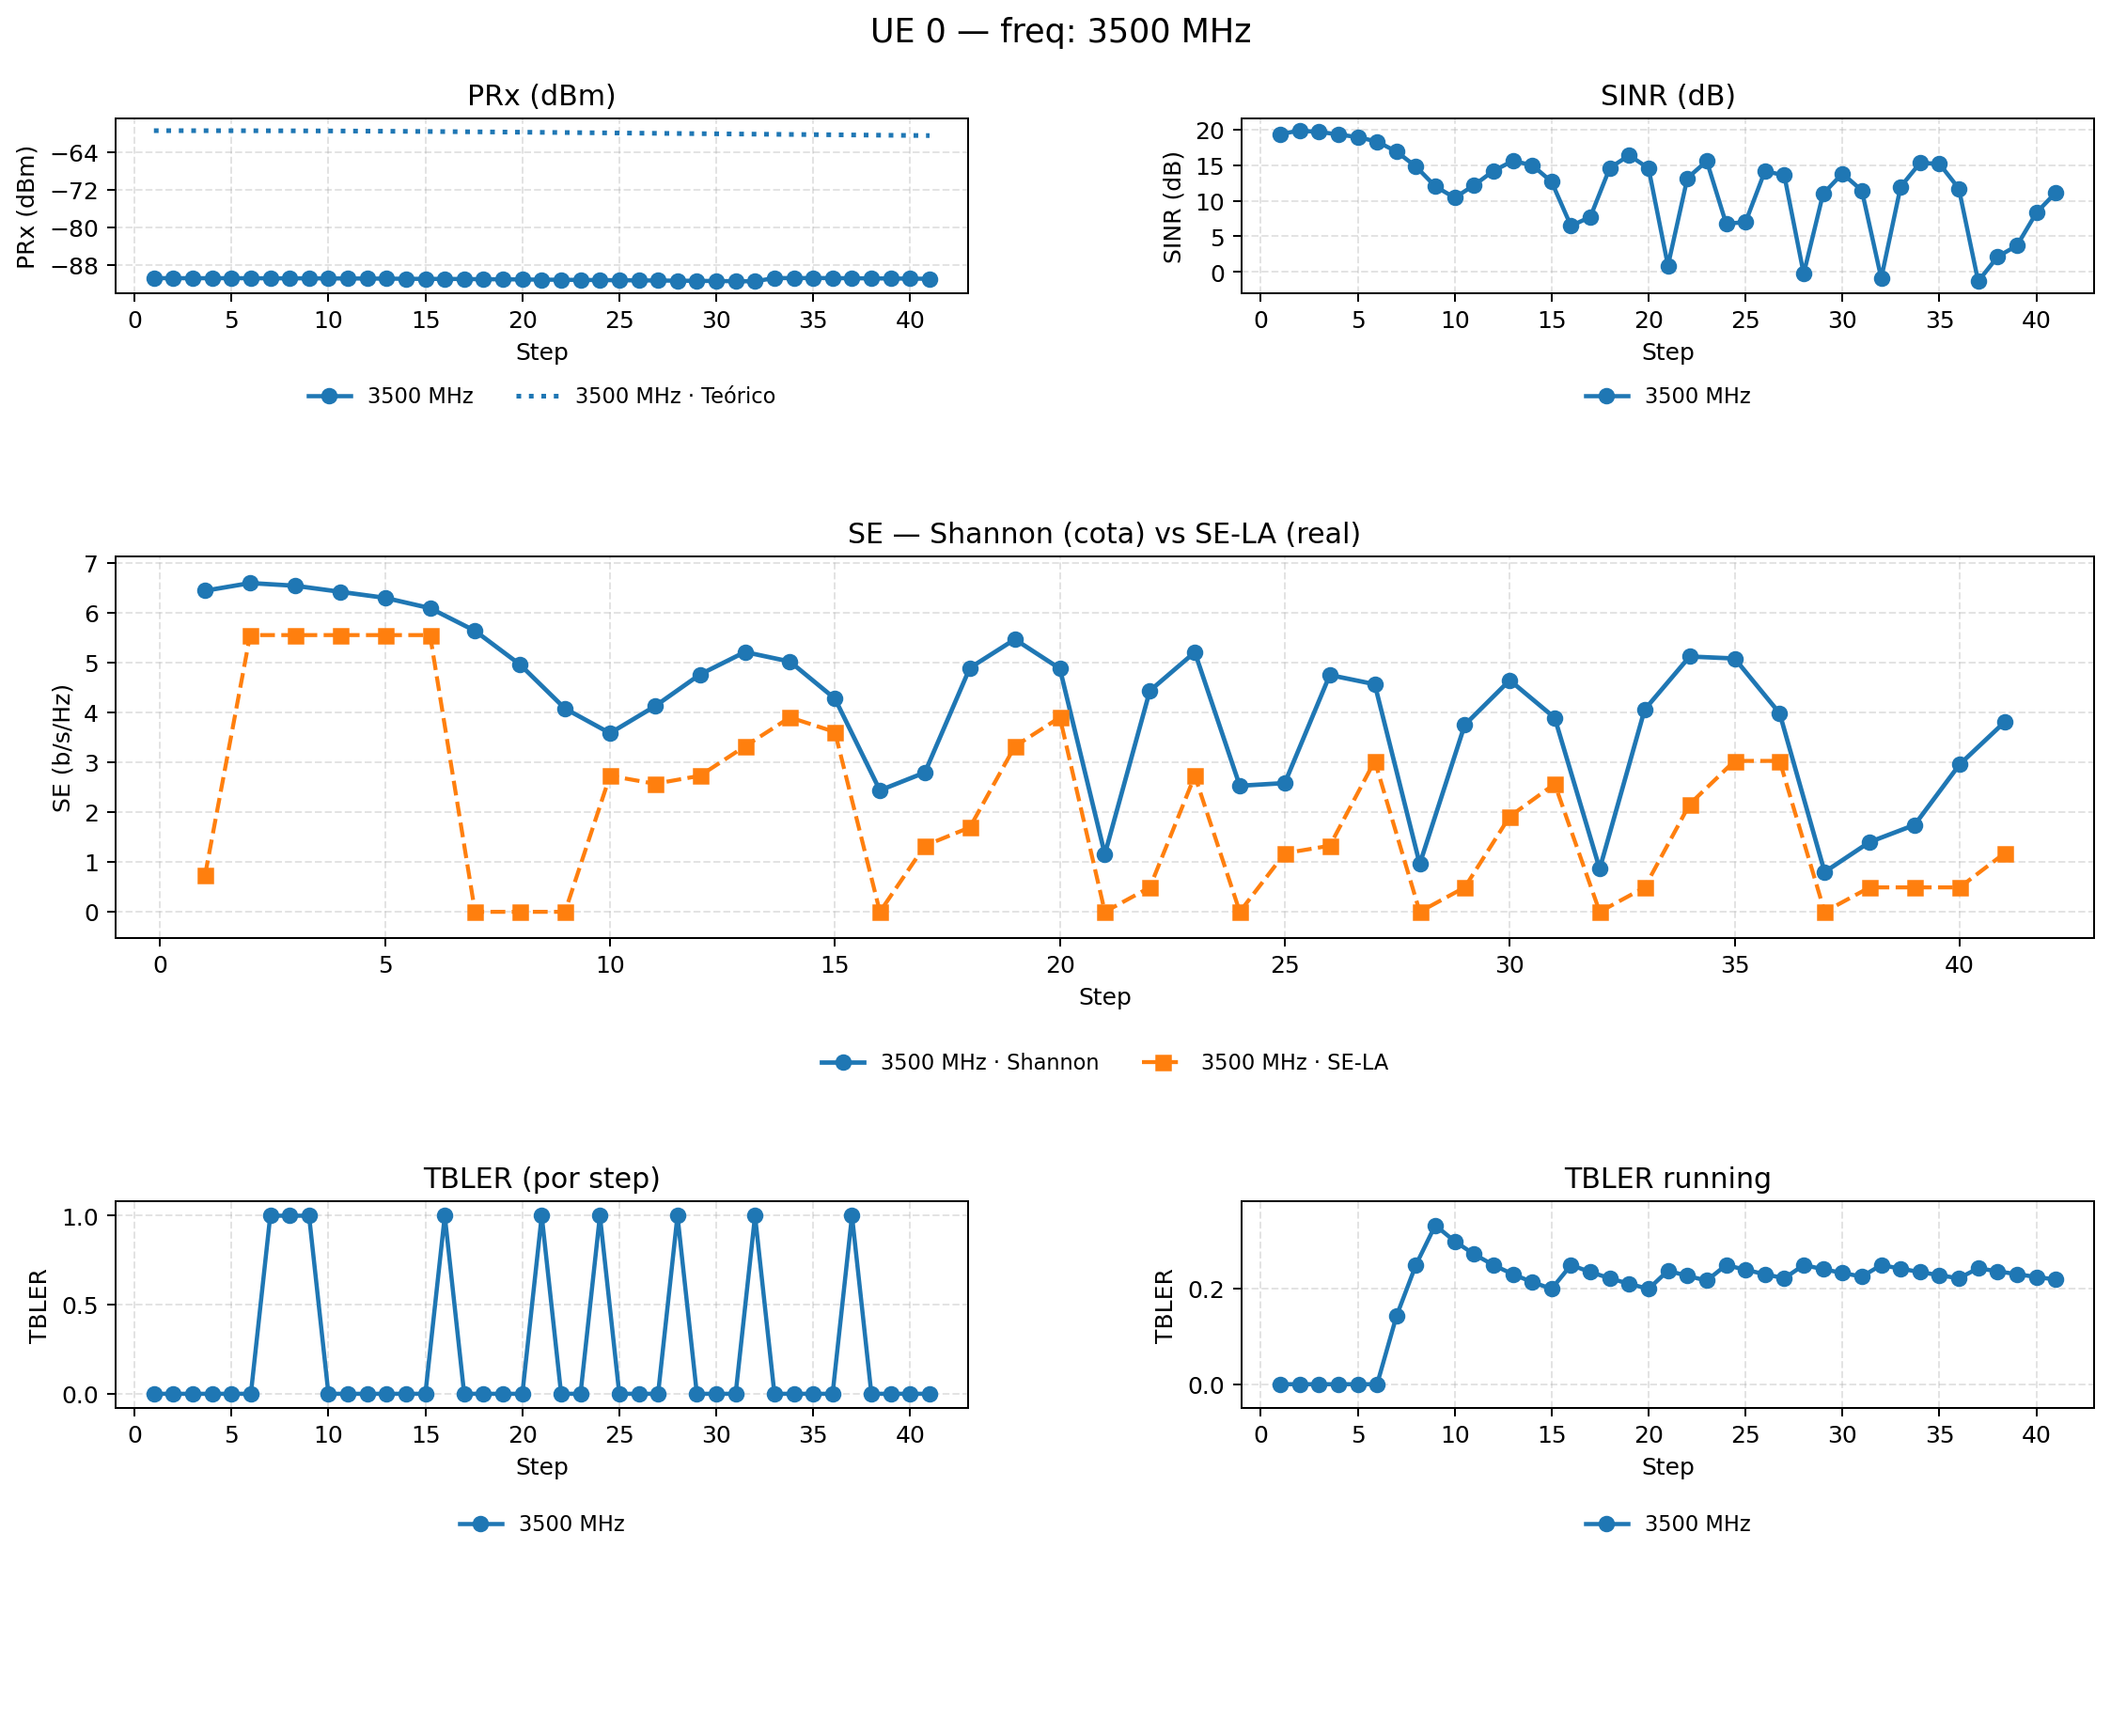 UE 0 — freq: 3500 MHz
PRx (dBm)
PRx (dBm)
−64
−72
−80
−88
0 5 10 15 20 25 30 35 40
Step
3500 MHz 3500 MHz · Teórico
SINR (dB)
SINR (dB)
20
15
10
5
0
0 5 10 15 20 25 30 35 40
Step
3500 MHz
SE — Shannon (cota) vs SE-LA (real)
SE (b/s/Hz)
7
6
5
4
3
2
1
0
0 5 10 15 20 25 30 35 40
Step
3500 MHz · Shannon 3500 MHz · SE-LA
TBLER (por step)
TBLER
1.0
0.5
0.0
0 5 10 15 20 25 30 35 40
Step
3500 MHz
TBLER running
TBLER
0.2
0.0
0 5 10 15 20 25 30 35 40
Step
3500 MHz